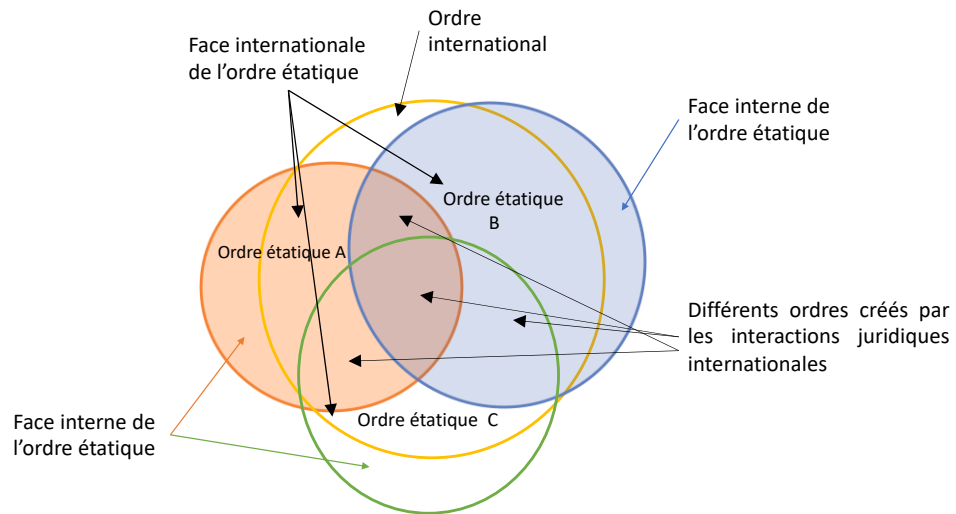 Ordre
international
Face internationale
de l'ordre étatique
Face interne de
l'ordre étatique
Ordre étatique
B
Ordre étatique A
Différents ordres créés par
les interactions juridiques
internationales
Ordre étatique C
Face interne de
l'ordre étatique